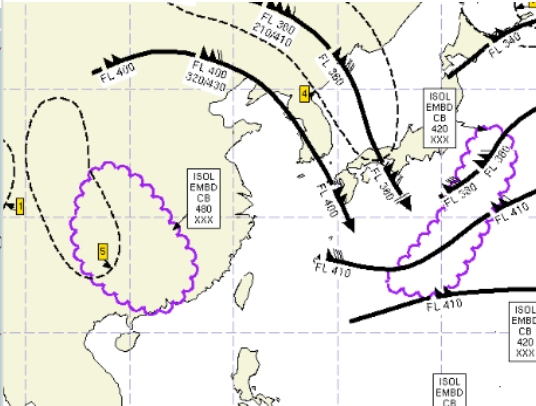 FL 300
210/410
FL 340
FL 400
FL 400
320/430
FL 360
4
ISOL
EMBD
CB
420
XXX
FL 360
FL 380
FL 360
FL 400
ISOL
EMBD
CB
480
XXX
1
FL 410
5
FL 410
FL 410
ISOL
EMBD
CB
420
XXX
ISOL
EMBD
CB